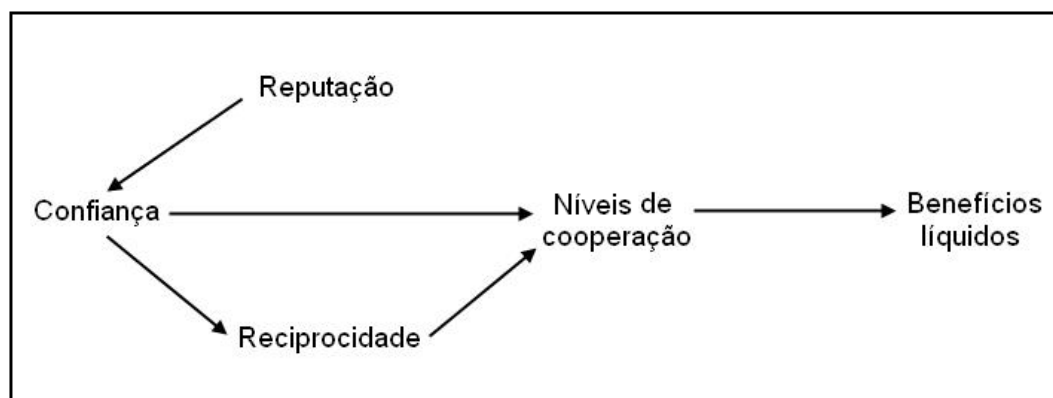 Reputação
Confiança
Níveis de
cooperação
Benefícios
líquidos
Reciprocidade